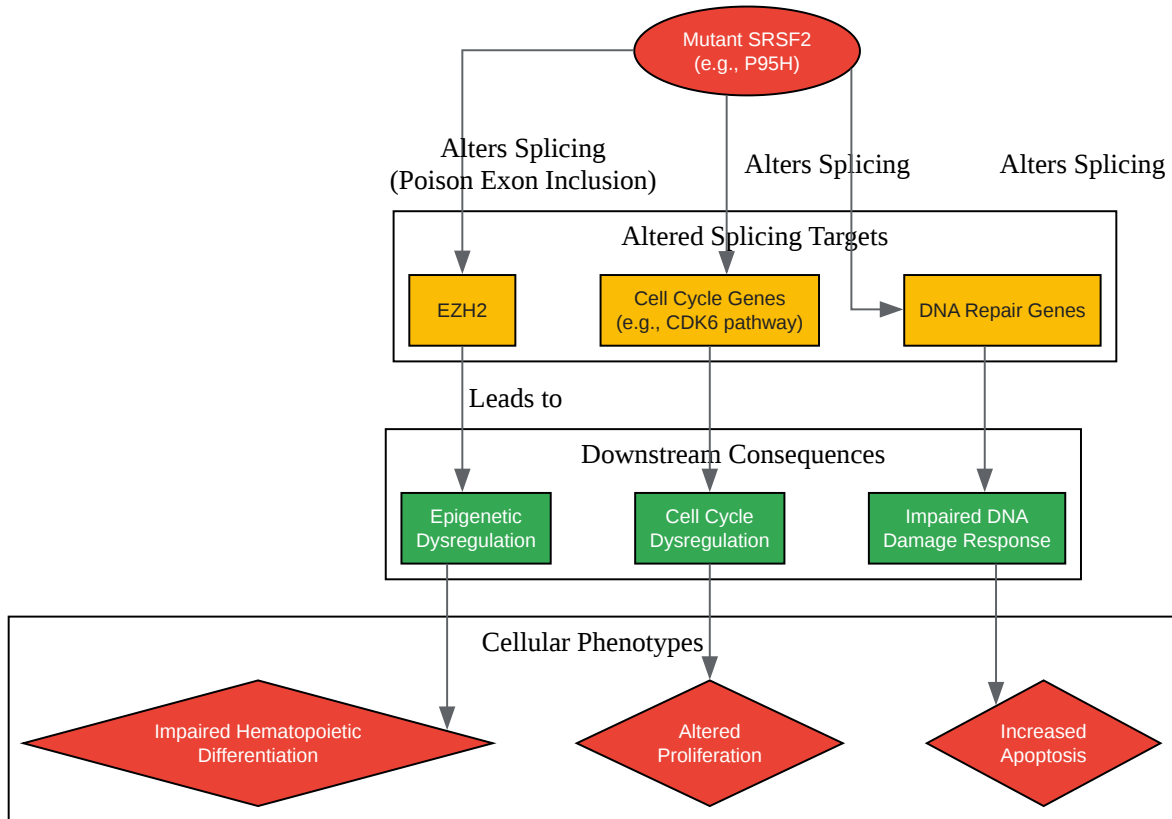 Mutant SRSF2
(e.g., P95H)
Alters Splicing
(Poison Exon Inclusion)
Alters Splicing
Alters Splicing
Altered Splicing Targets
EZH2
Cell Cycle Genes
(e.g., CDK6 pathway)
DNA Repair Genes
Leads to
Downstream Consequences
Epigenetic
Dysregulation
Cell Cycle
Dysregulation
Impaired DNA
Damage Response
Cellular Phenotypes
Impaired Hematopoietic
Differentiation
Altered
Proliferation
Increased
Apoptosis